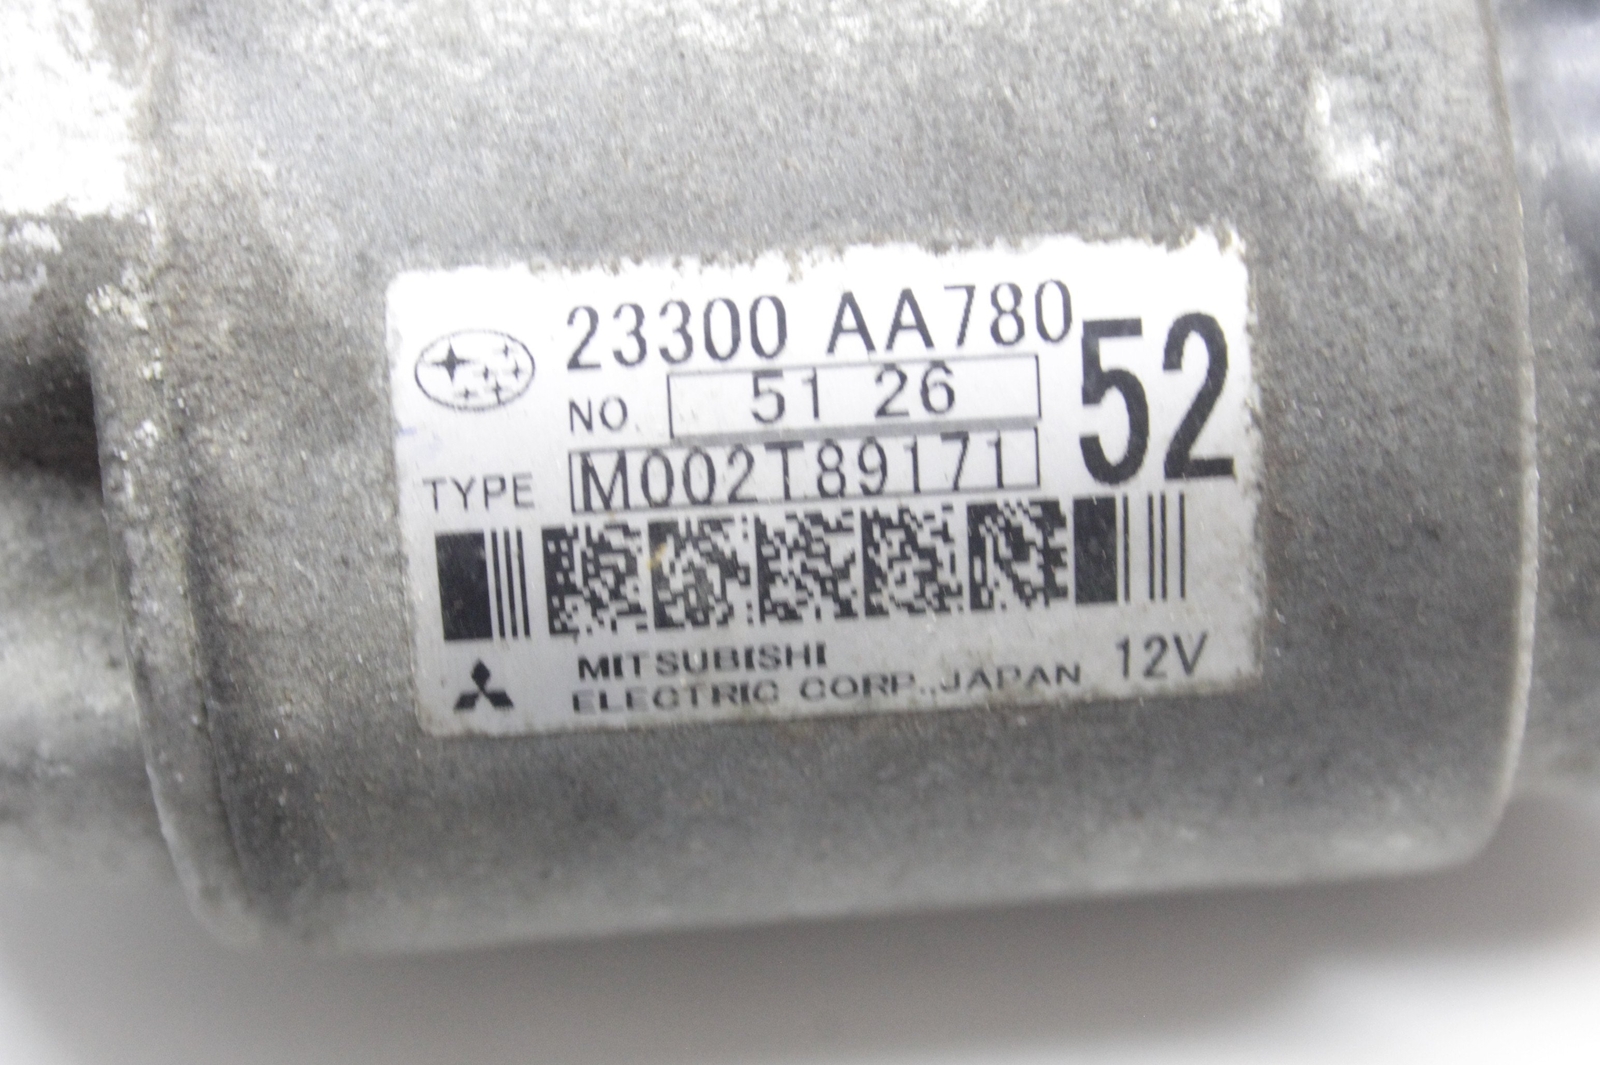 23300 AA780
52
NO. 51 26
TYPE M002T89171
MITSUBISHI
ELECTRIC CORP., JAPAN
12V